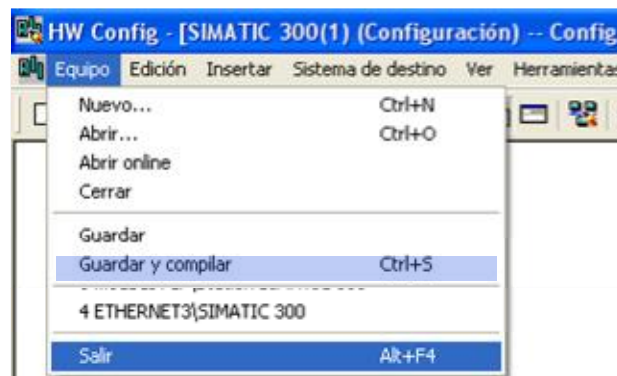 HW Config - [SIMATIC 300(1) (Configuración) -- Config
Equipo Edición Insertar Sistema de destino Ver Herramientas
Nuevo... Ctrl+N
Abrir... Ctrl+O
Abrir online
Cerrar
Guardar
Guardar y compilar Ctrl+S
4 ETHERNET3\SIMATIC 300
Salir Alt+F4